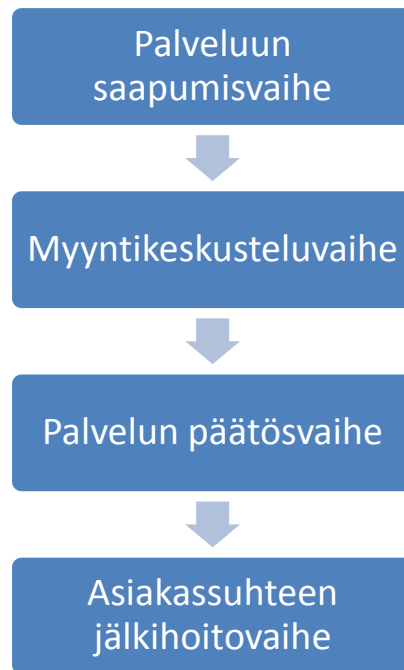 Palveluun
saapumisvaihe
Myyntikeskusteluvaihe
Palvelun päätösvaihe
Asiakassuhteen
jälkihoitovaihe